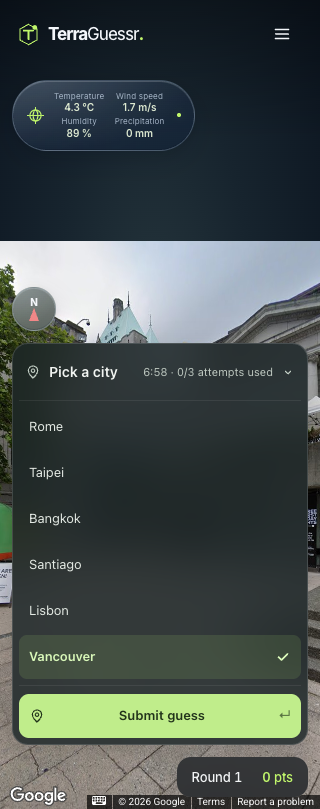 TerraGuessr.
Temperature Wind speed
4.3 °C 1.7 m/s
Humidity Precipitation
89 % 0 mm
N
Pick a city 6:58 · 0/3 attempts used
Rome
Taipei
Bangkok
Santiago
Lisbon
Vancouver
Submit guess
Round 1 0 pts
Google © 2026 Google Terms Report a problem